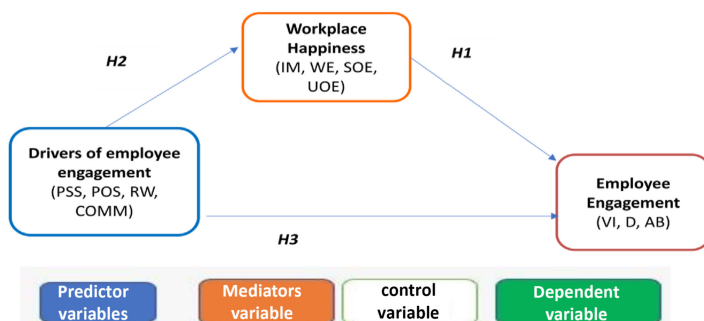 Workplace
Happiness
(IM, WE, SOE,
UOE)
H2
H1
Drivers of employee
engagement
(PSS, POS, RW,
COMM)
Employee
Engagement
(VI, D, AB)
H3
Predictor
variables
Mediators
variable
control
variable
Dependent
variable